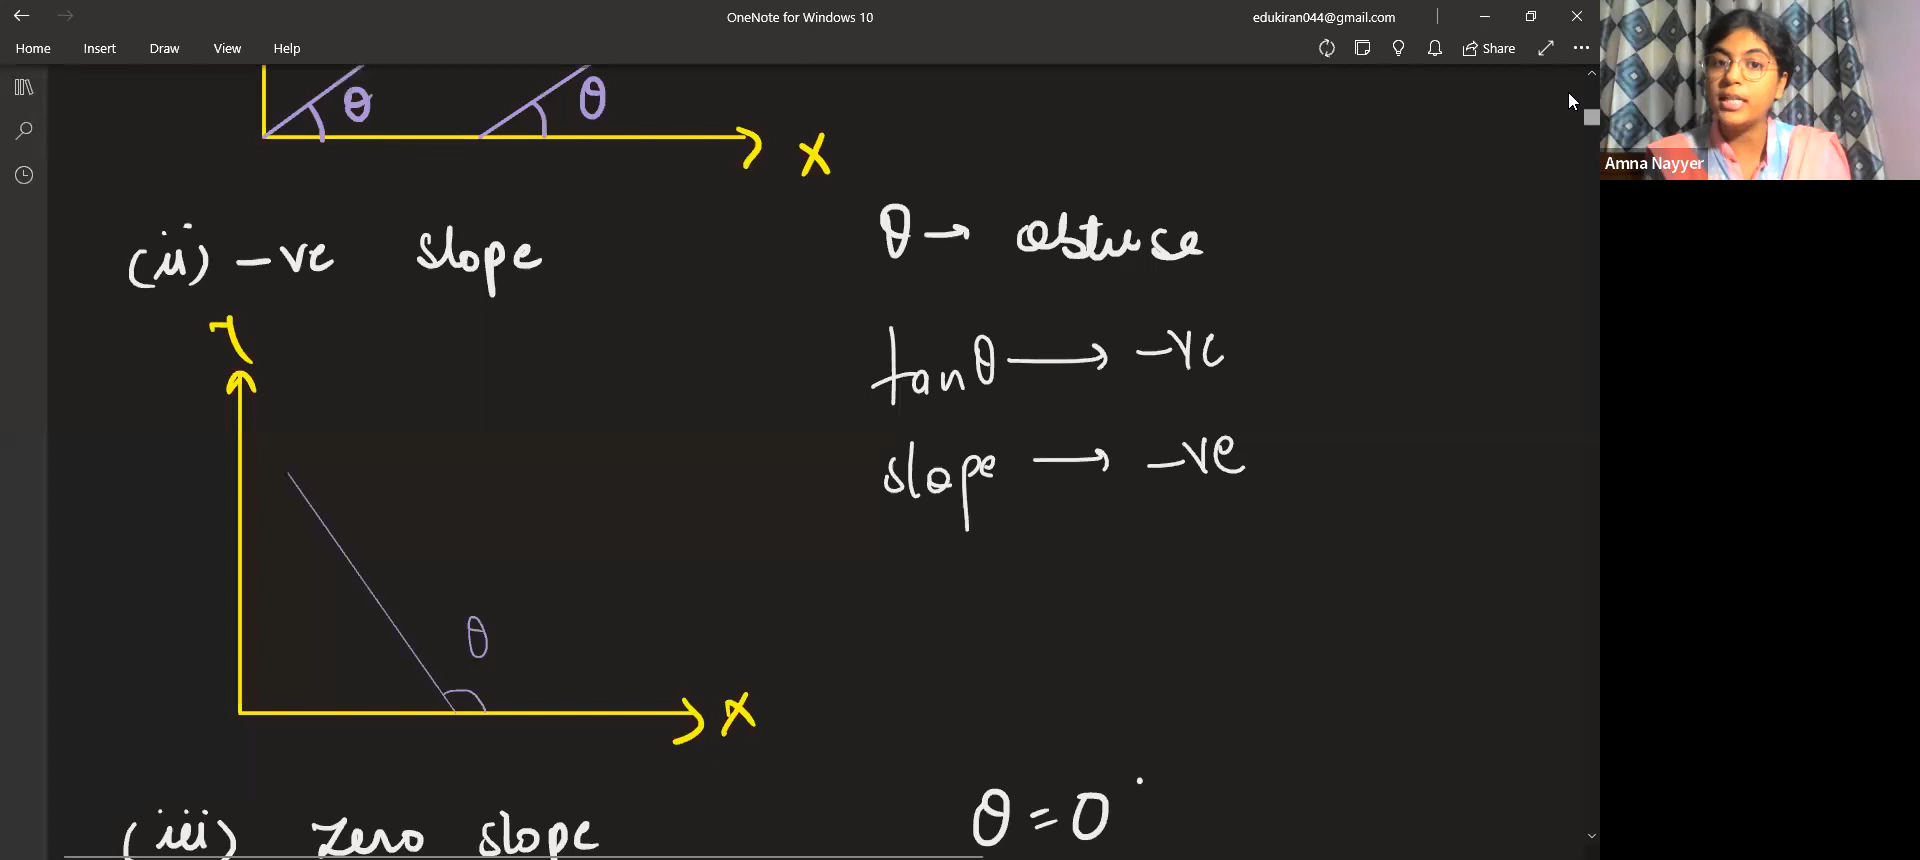 OneNote for Windows 10
edukiran044@gmail.com
Home Insert Draw View Help
Share
Amna Nayyer
θ θ
X
(ii) -ve slope
θ → obtuse
Y
tanθ → -ve
slope → -ve
θ
X
(iii) zero slope
θ = 0°